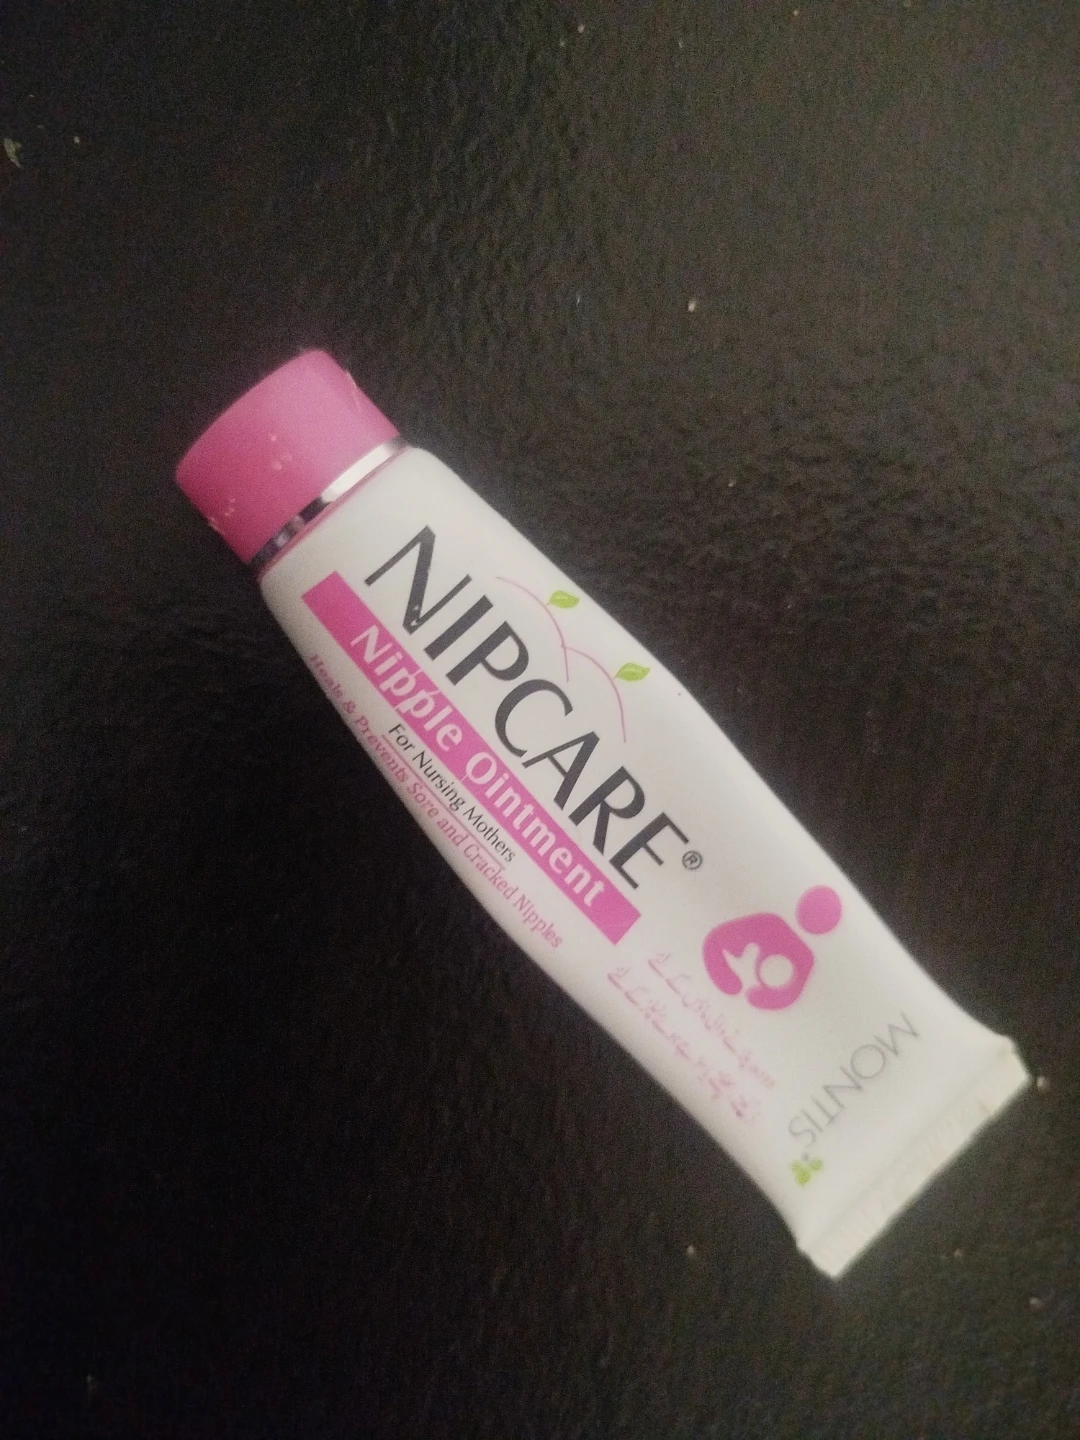 NIPCARE®
Nipple Ointment
For Nursing Mothers
Heals & Prevents Sore and Cracked Nipples
MONTIS